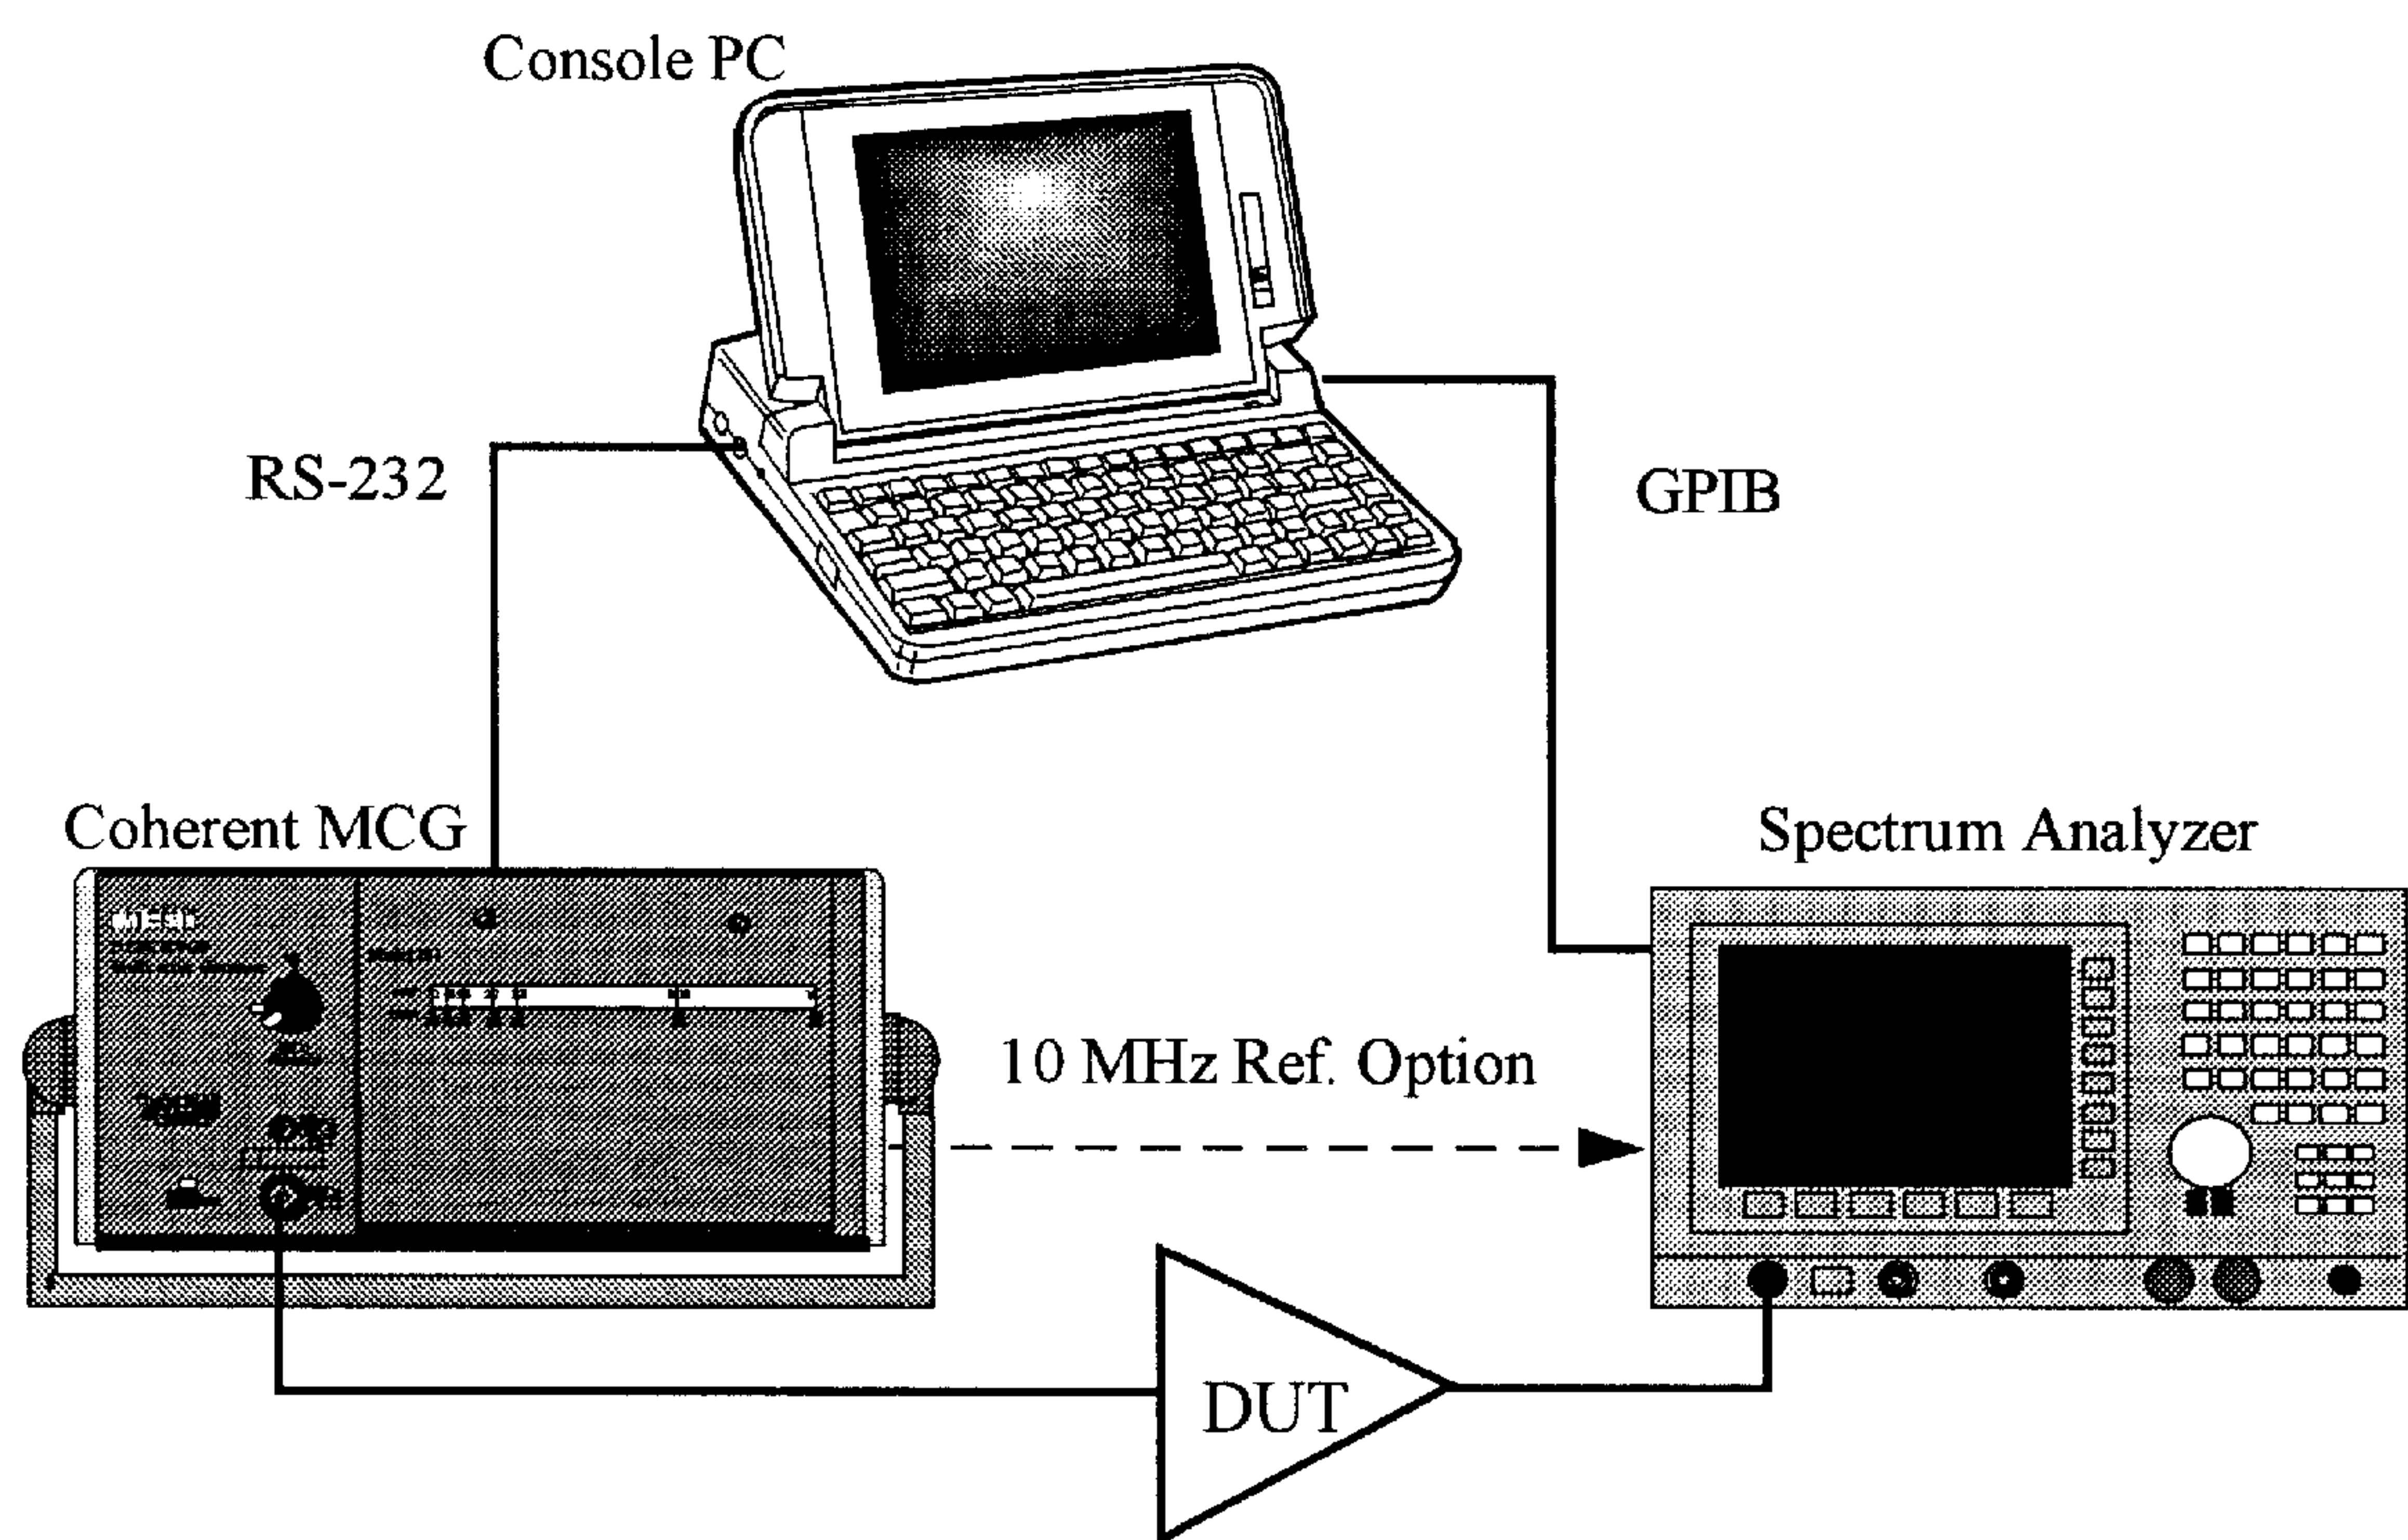 Console PC
RS-232
GPIB
Coherent MCG
Spectrum Analyzer
10 MHz Ref. Option
DUT